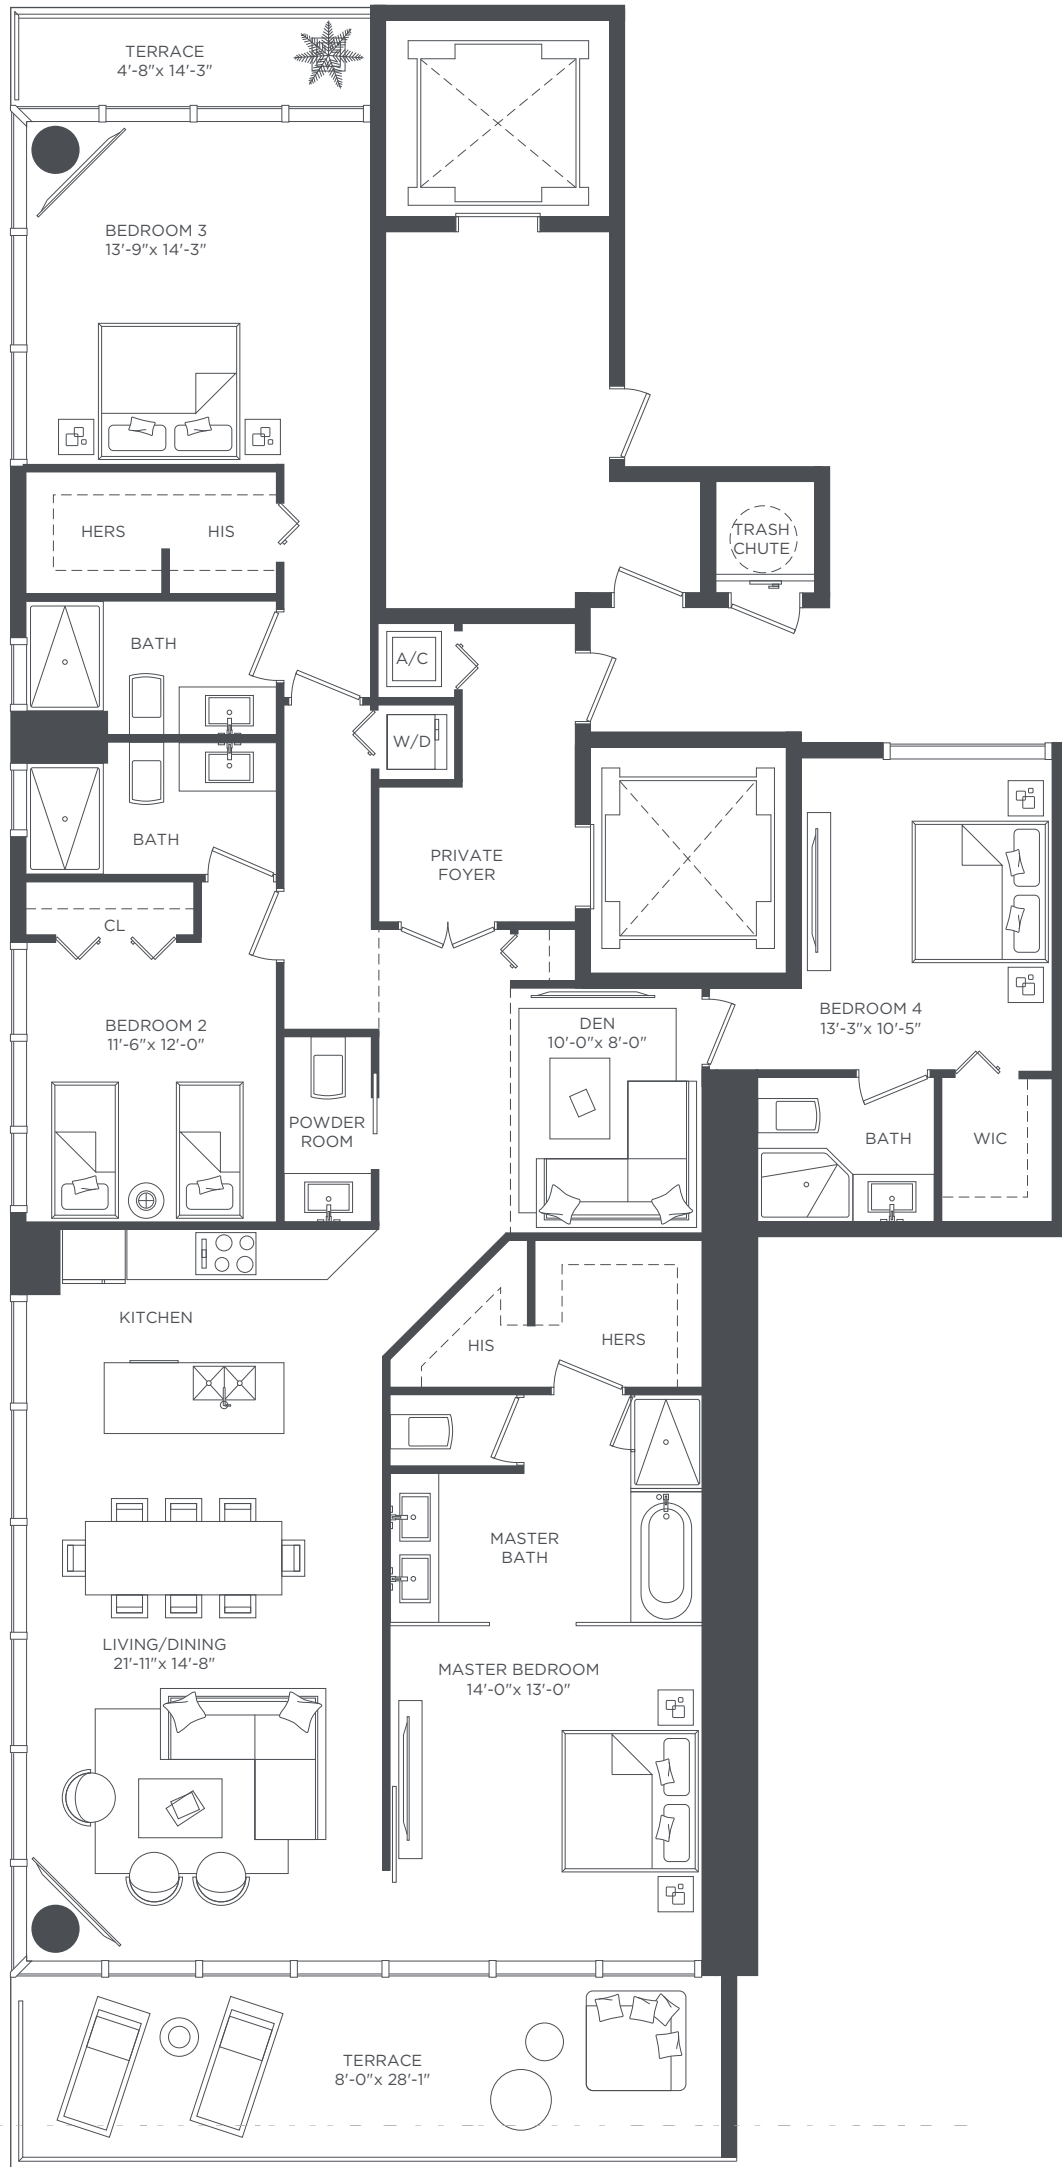 TERRACE
4'-8"x 14'-3"
BEDROOM 3
13'-9"x 14'-3"
HERS
HIS
TRASH
CHUTE
BATH
A/C
W/D
BATH
PRIVATE
FOYER
CL
BEDROOM 2
11'-6"x 12'-0"
DEN
10'-0"x 8'-0"
BEDROOM 4
13'-3"x 10'-5"
POWDER
ROOM
BATH
WIC
KITCHEN
HIS
HERS
MASTER
BATH
LIVING/DINING
21'-11"x 14'-8"
MASTER BEDROOM
14'-0"x 13'-0"
TERRACE
8'-0"x 28'-1"